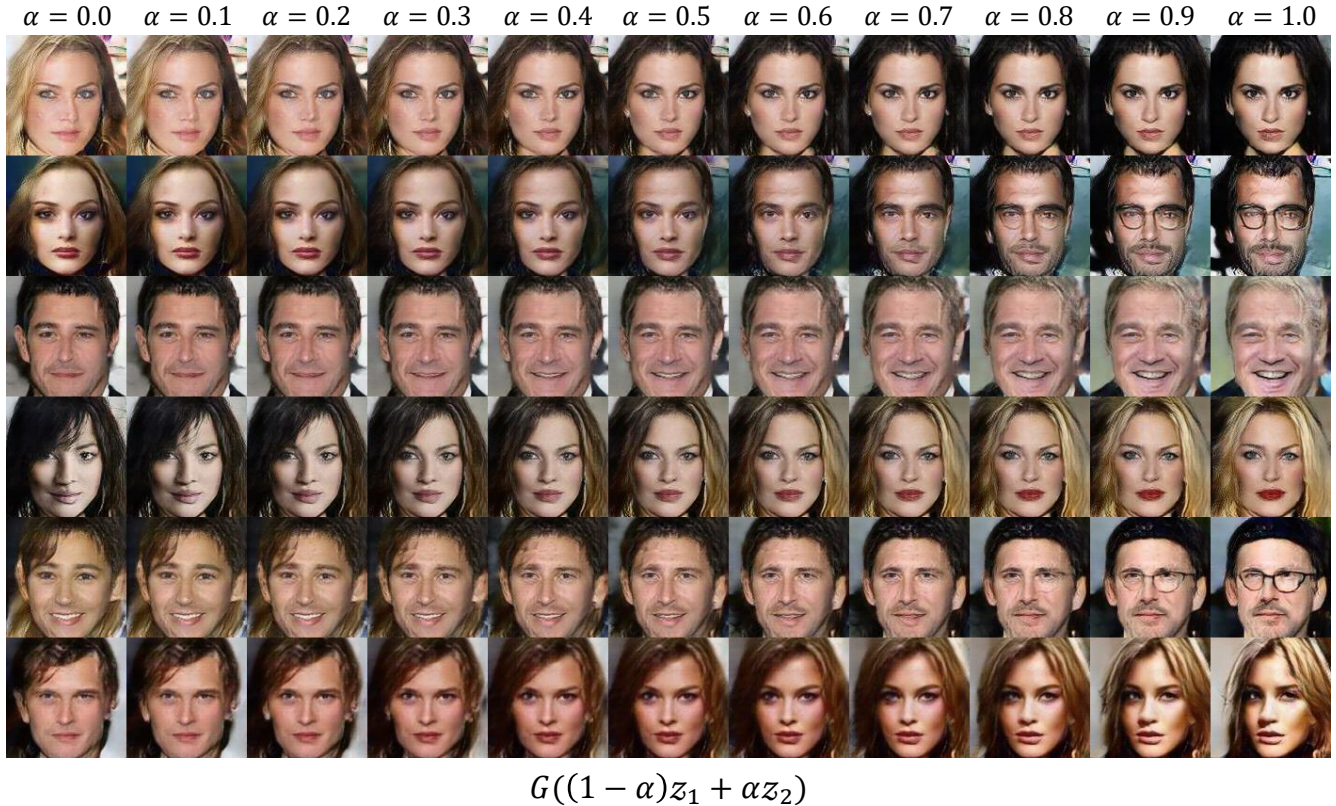 α = 0.0 α = 0.1 α = 0.2 α = 0.3 α = 0.4 α = 0.5 α = 0.6 α = 0.7 α = 0.8 α = 0.9 α = 1.0
G((1 − α)z₁ + αz₂)